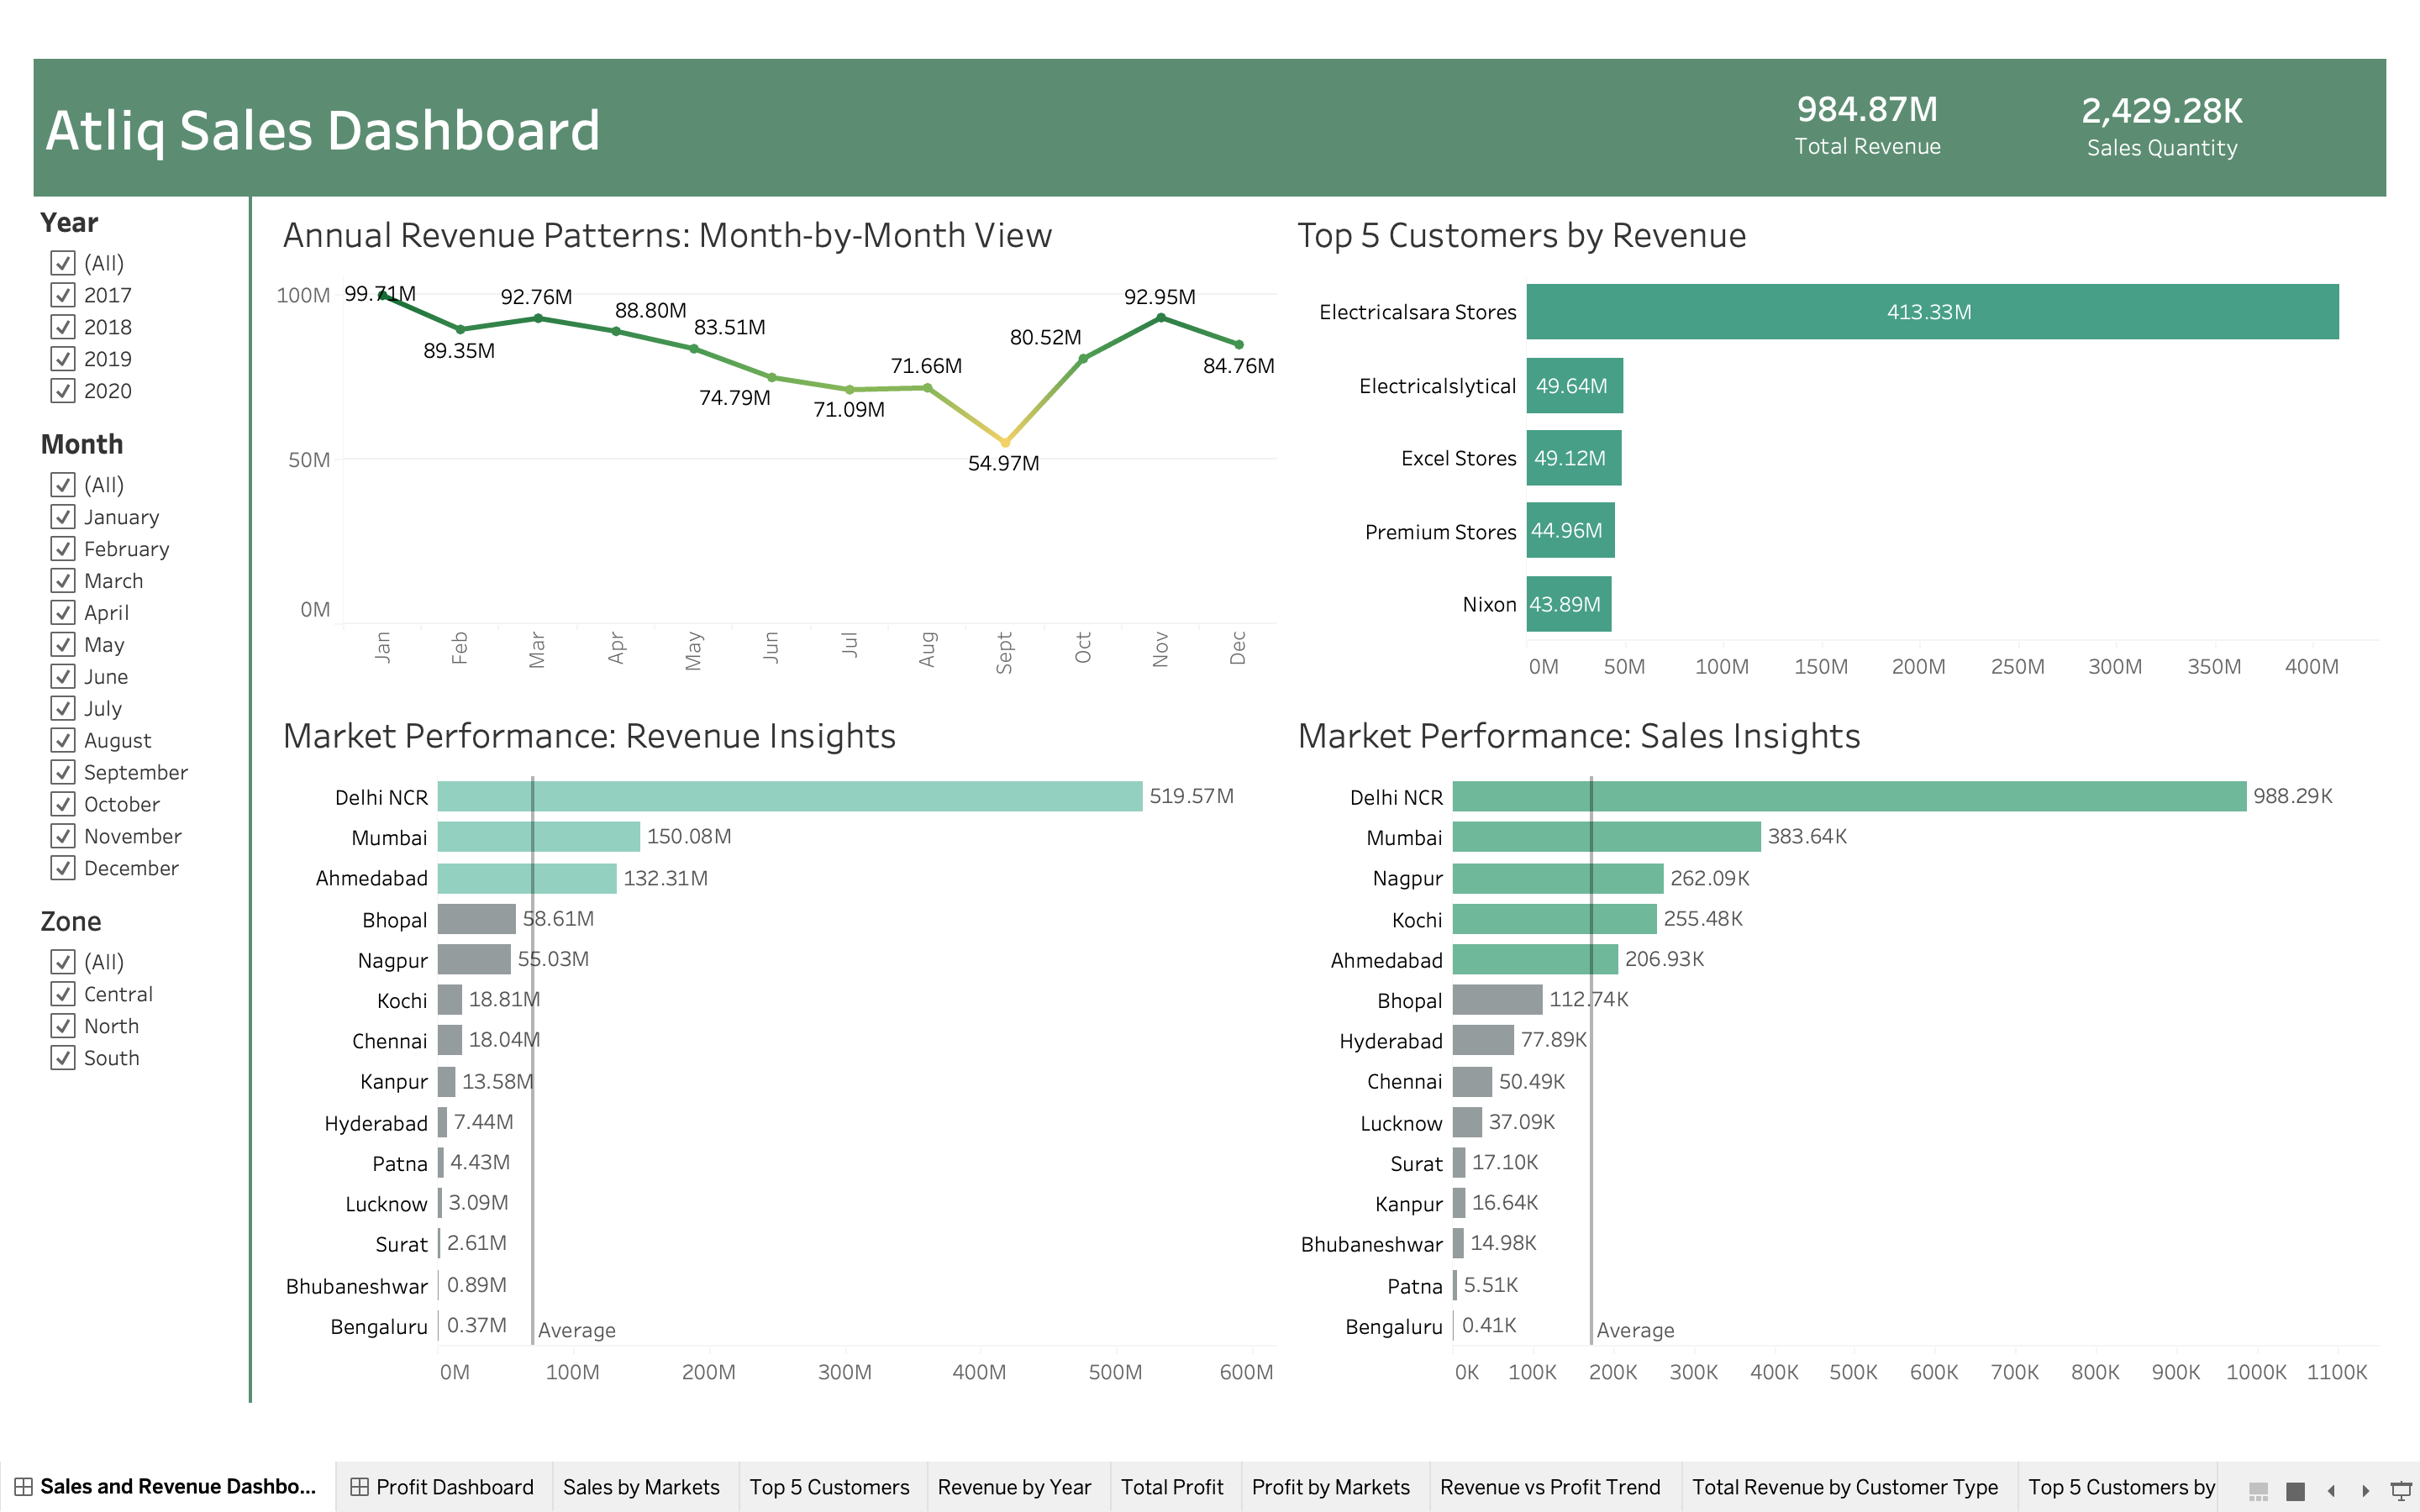 Atliq Sales Dashboard
984.87M
Total Revenue
2,429.28K
Sales Quantity
Year
(All)
2017
2018
2019
2020
Month
(All)
January
February
March
April
May
June
July
August
September
October
November
December
Zone
(All)
Central
North
South
Annual Revenue Patterns: Month-by-Month View
100M
50M
0M
99.71M
89.35M
92.76M
88.80M
83.51M
74.79M
71.09M
71.66M
54.97M
80.52M
92.95M
84.76M
Jan
Feb
Mar
Apr
May
Jun
Jul
Aug
Sept
Oct
Nov
Dec
Top 5 Customers by Revenue
Electricalsara Stores 413.33M
Electricalslytical 49.64M
Excel Stores 49.12M
Premium Stores 44.96M
Nixon 43.89M
0M 50M 100M 150M 200M 250M 300M 350M 400M
Market Performance: Revenue Insights
Delhi NCR 519.57M
Mumbai 150.08M
Ahmedabad 132.31M
Bhopal 58.61M
Nagpur 55.03M
Kochi 18.81M
Chennai 18.04M
Kanpur 13.58M
Hyderabad 7.44M
Patna 4.43M
Lucknow 3.09M
Surat 2.61M
Bhubaneshwar 0.89M
Bengaluru 0.37M
Average
0M 100M 200M 300M 400M 500M 600M
Market Performance: Sales Insights
Delhi NCR 988.29K
Mumbai 383.64K
Nagpur 262.09K
Kochi 255.48K
Ahmedabad 206.93K
Bhopal 112.74K
Hyderabad 77.89K
Chennai 50.49K
Lucknow 37.09K
Surat 17.10K
Kanpur 16.64K
Bhubaneshwar 14.98K
Patna 5.51K
Bengaluru 0.41K
Average
0K 100K 200K 300K 400K 500K 600K 700K 800K 900K 1000K 1100K
Sales and Revenue Dashbo... Profit Dashboard Sales by Markets Top 5 Customers Revenue by Year Total Profit Profit by Markets Revenue vs Profit Trend Total Revenue by Customer Type Top 5 Customers by